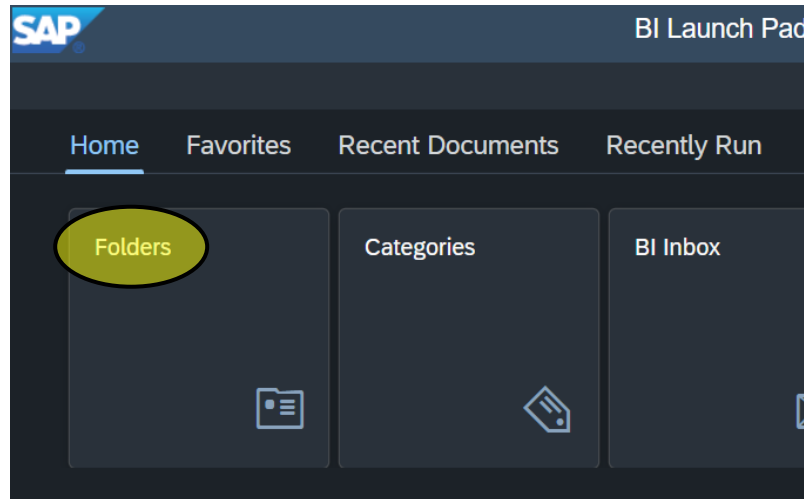 SAP®
BI Launch Pad
Home Favorites Recent Documents Recently Run
Folders Categories BI Inbox